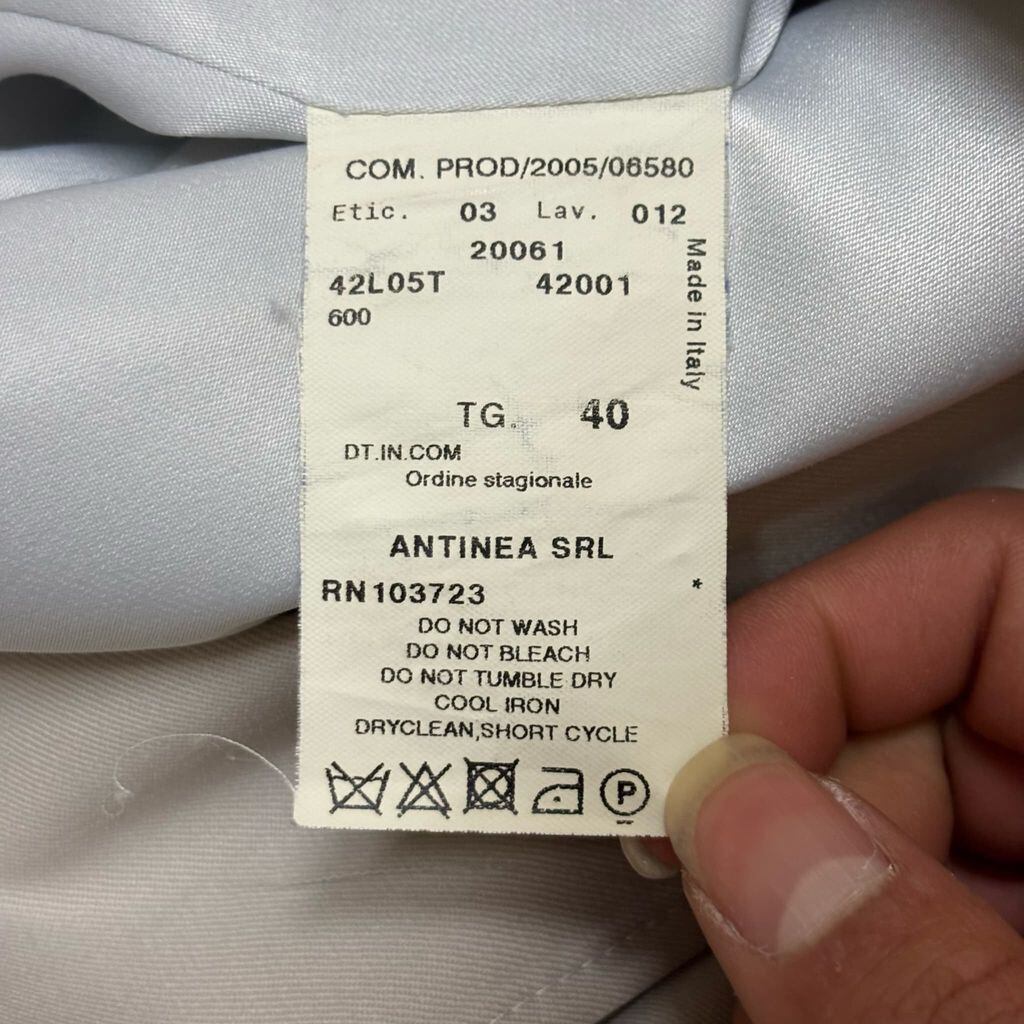 COM. PROD/2005/06580
Etic. 03 Lav. 012
20061
42L05T 42001
600
Made in Italy
TG. 40
DT.IN.COM
Ordine stagionale
ANTINEA SRL
RN103723 *
DO NOT WASH
DO NOT BLEACH
DO NOT TUMBLE DRY
COOL IRON
DRYCLEAN,SHORT CYCLE
P